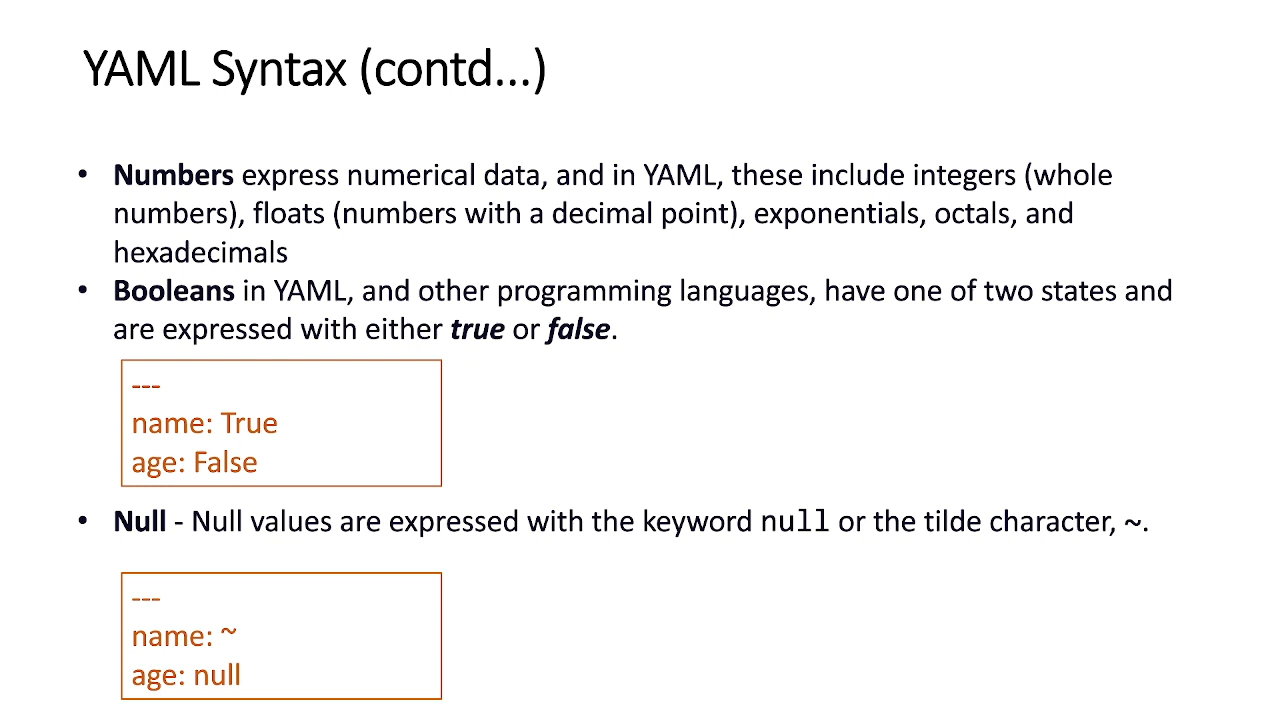 YAML Syntax (contd...)
• Numbers express numerical data, and in YAML, these include integers (whole
numbers), floats (numbers with a decimal point), exponentials, octals, and
hexadecimals
• Booleans in YAML, and other programming languages, have one of two states and
are expressed with either true or false.
---
name: True
age: False
• Null - Null values are expressed with the keyword null or the tilde character, ~.
---
name: ~
age: null